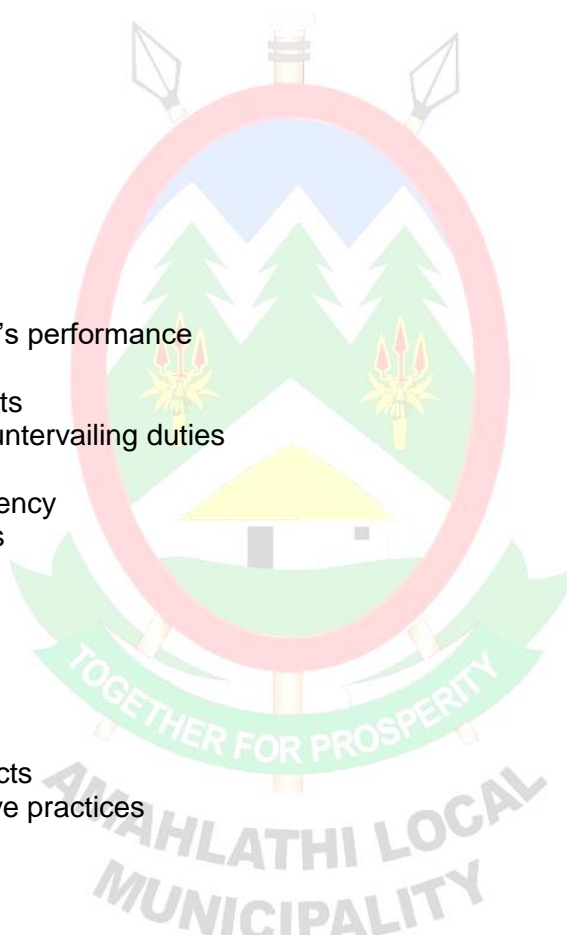 's performance
ts
untervailing duties
ency
s
TOGETHER FOR PROSPERITY
cts
ve practices
AMAHLATHI LOCAL
MUNICIPALITY